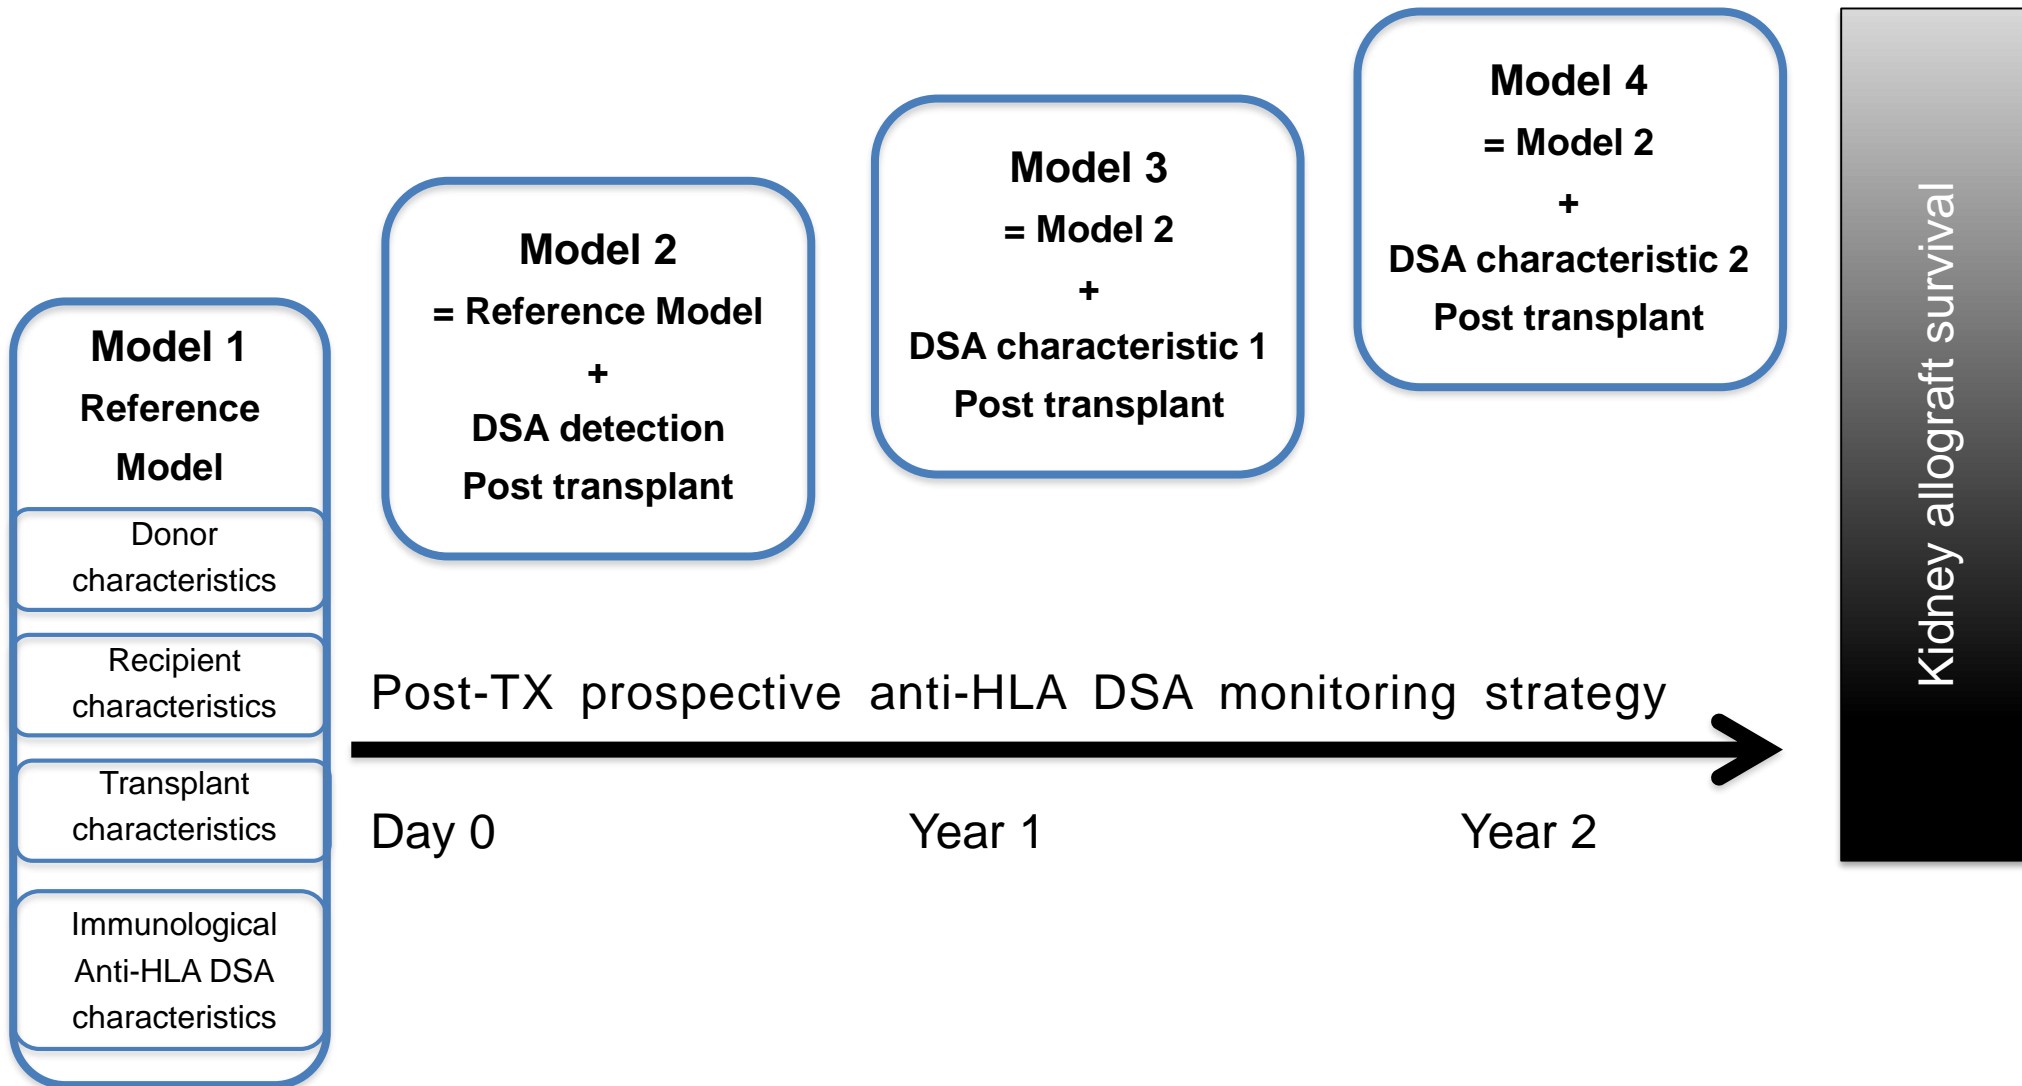 Model 1
Reference
Model
Donor
characteristics
Recipient
characteristics
Transplant
characteristics
Immunological
Anti-HLA DSA
characteristics
Model 2
= Reference Model
+
DSA detection
Post transplant
Model 3
= Model 2
+
DSA characteristic 1
Post transplant
Model 4
= Model 2
+
DSA characteristic 2
Post transplant
Post-TX prospective anti-HLA DSA monitoring strategy
Day 0
Year 1
Year 2
Kidney allograft survival